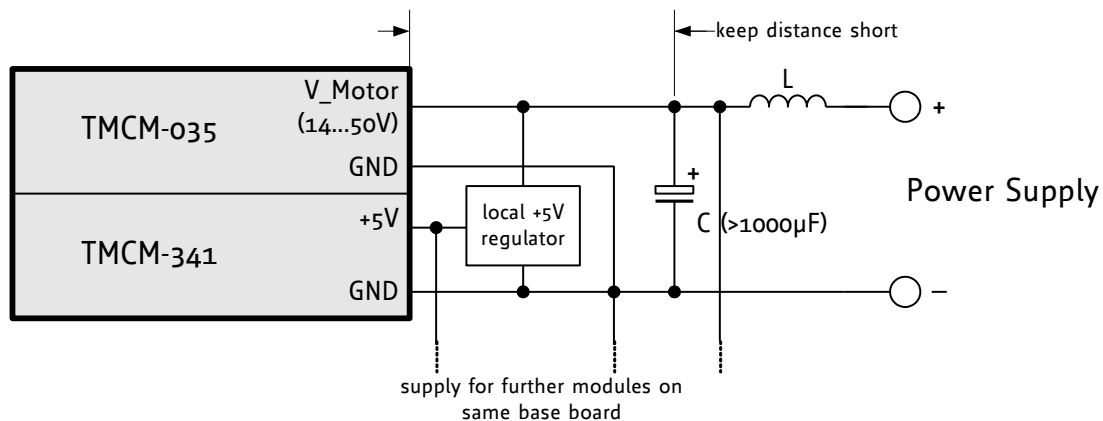 keep distance short
V_Motor
(14...50V)
L
+
TMCM-035
GND
+
Power Supply
+5V
local +5V
regulator
C (>1000µF)
TMCM-341
GND
–
supply for further modules on
same base board